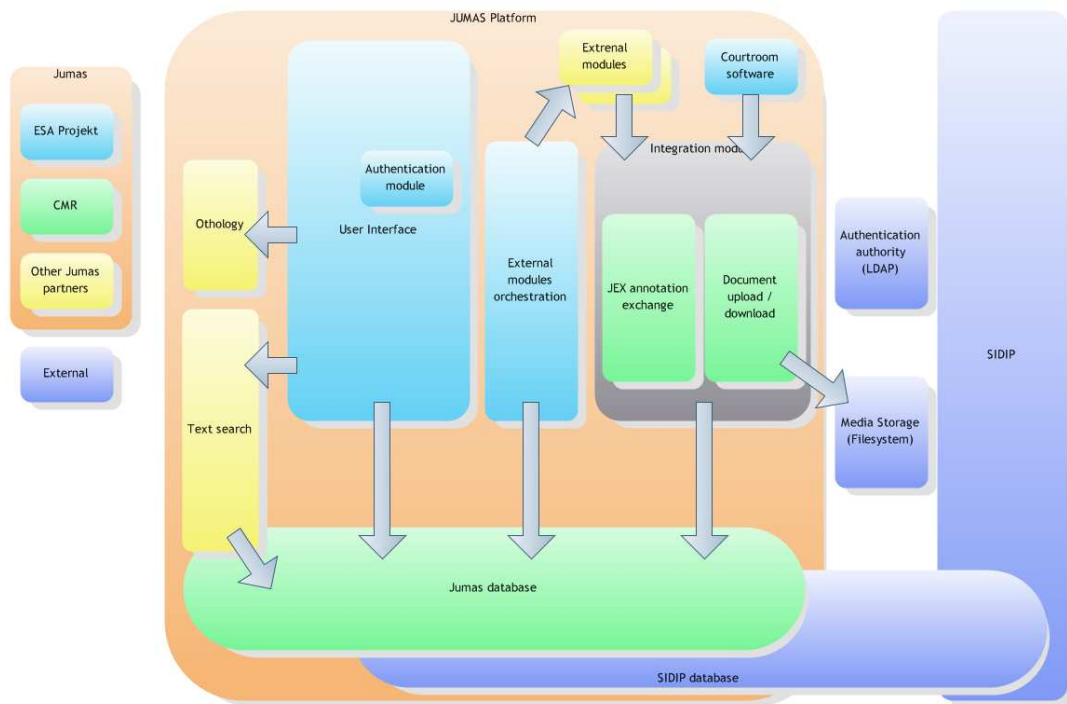 JUMAS Platform
Jumas
ESA Projekt
CMR
Other Jumas
partners
External
Othology
Text search
Authentication
module
User Interface
External
modules
orchestration
Extrenal
modules
Courtroom
software
Integration modu
JEX annotation
exchange
Document
upload /
download
Authentication
authority
(LDAP)
Media Storage
(Filesystem)
SIDIP
Jumas database
SIDIP database